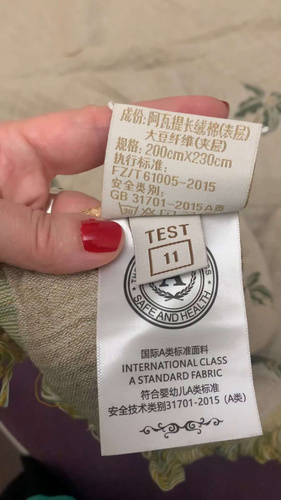 成份:阿瓦提长绒棉(表层)
大豆纤维(夹层)
规格: 200cmX230cm
执行标准:
FZ/T 61005-2015
安全类别:
GB 31701-2015 A类
TEST
11
A
SAFE AND HEALTH
国际A类标准面料
INTERNATIONAL CLASS
A STANDARD FABRIC
符合婴幼儿A类标准
安全技术类别31701-2015 (A类)